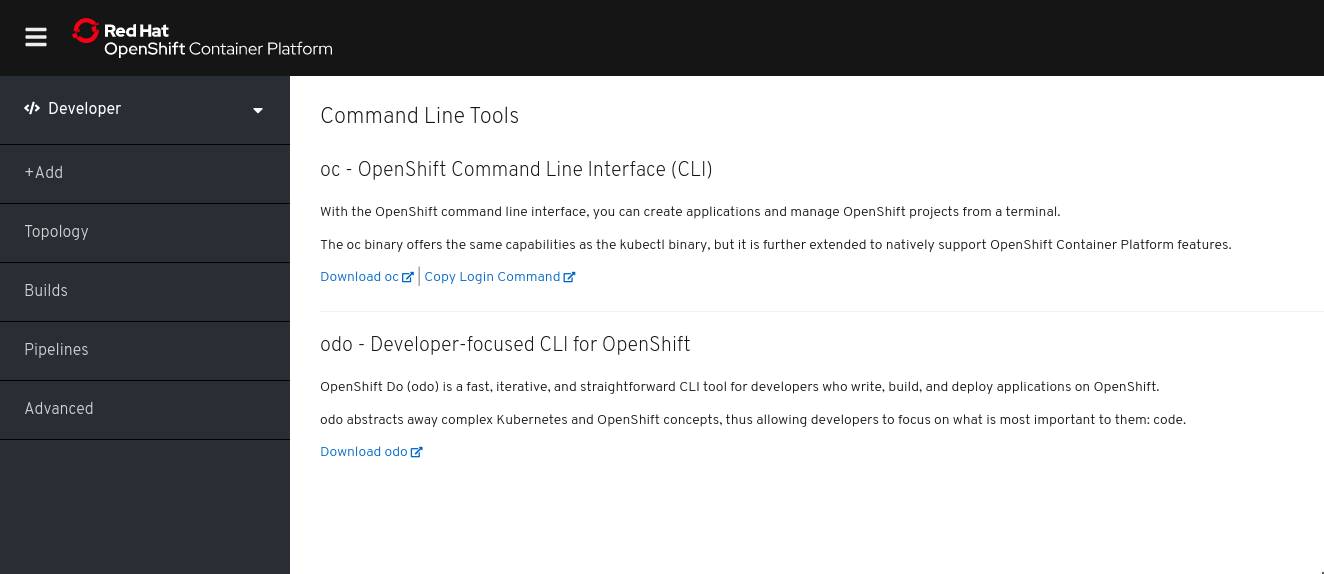 Red Hat
OpenShift Container Platform
Developer
+Add
Topology
Builds
Pipelines
Advanced
Command Line Tools
oc - OpenShift Command Line Interface (CLI)
With the OpenShift command line interface, you can create applications and manage OpenShift projects from a terminal.
The oc binary offers the same capabilities as the kubectl binary, but it is further extended to natively support OpenShift Container Platform features.
Download oc | Copy Login Command
odo - Developer-focused CLI for OpenShift
OpenShift Do (odo) is a fast, iterative, and straightforward CLI tool for developers who write, build, and deploy applications on OpenShift.
odo abstracts away complex Kubernetes and OpenShift concepts, thus allowing developers to focus on what is most important to them: code.
Download odo